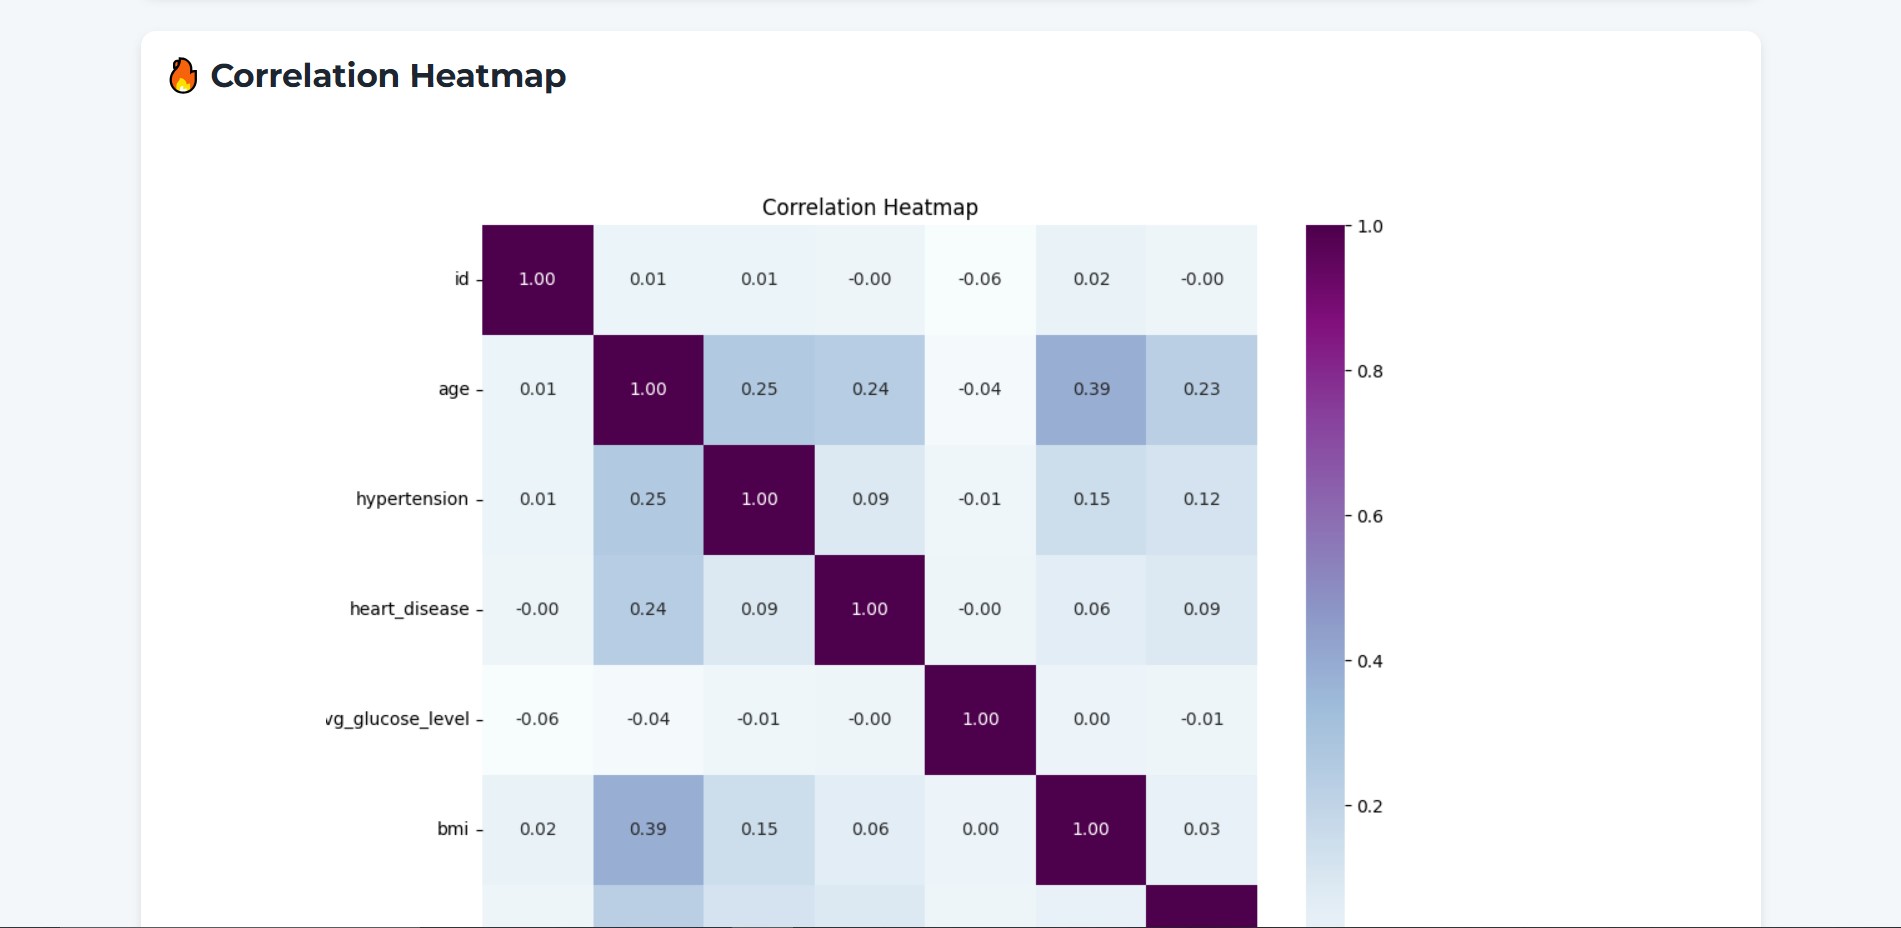 Correlation Heatmap
Correlation Heatmap
id 1.00 0.01 0.01 -0.00 -0.06 0.02 -0.00
age 0.01 1.00 0.25 0.24 -0.04 0.39 0.23
hypertension 0.01 0.25 1.00 0.09 -0.01 0.15 0.12
heart_disease -0.00 0.24 0.09 1.00 -0.00 0.06 0.09
vg_glucose_level -0.06 -0.04 -0.01 -0.00 1.00 0.00 -0.01
bmi 0.02 0.39 0.15 0.06 0.00 1.00 0.03
1.0
0.8
0.6
0.4
0.2